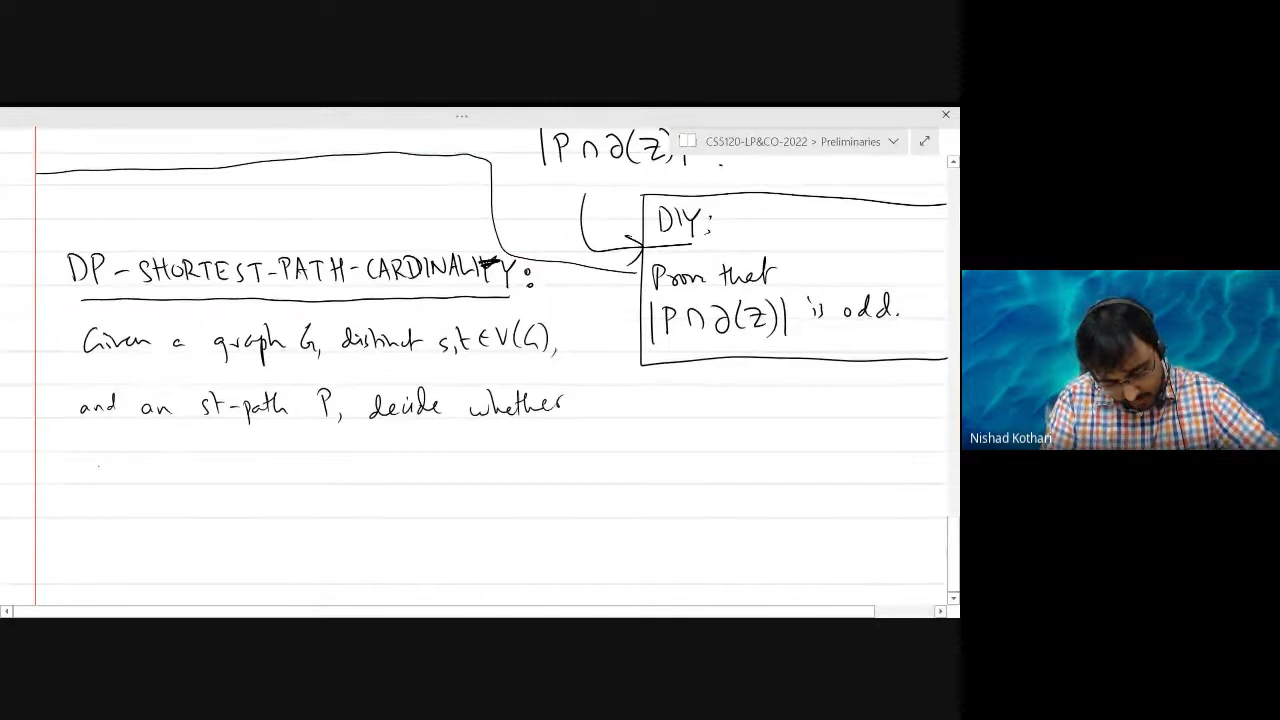 |P∩∂(Z)|
CS5120-LP&CO-2022 > Preliminaries
DIY:
Prove that
|P∩∂(Z)| is odd.
DP-SHORTEST-PATH-CARDINALITY:
Given a graph G, distinct s,t∈V(G),
and an st-path P, decide whether
Nishad Kothari